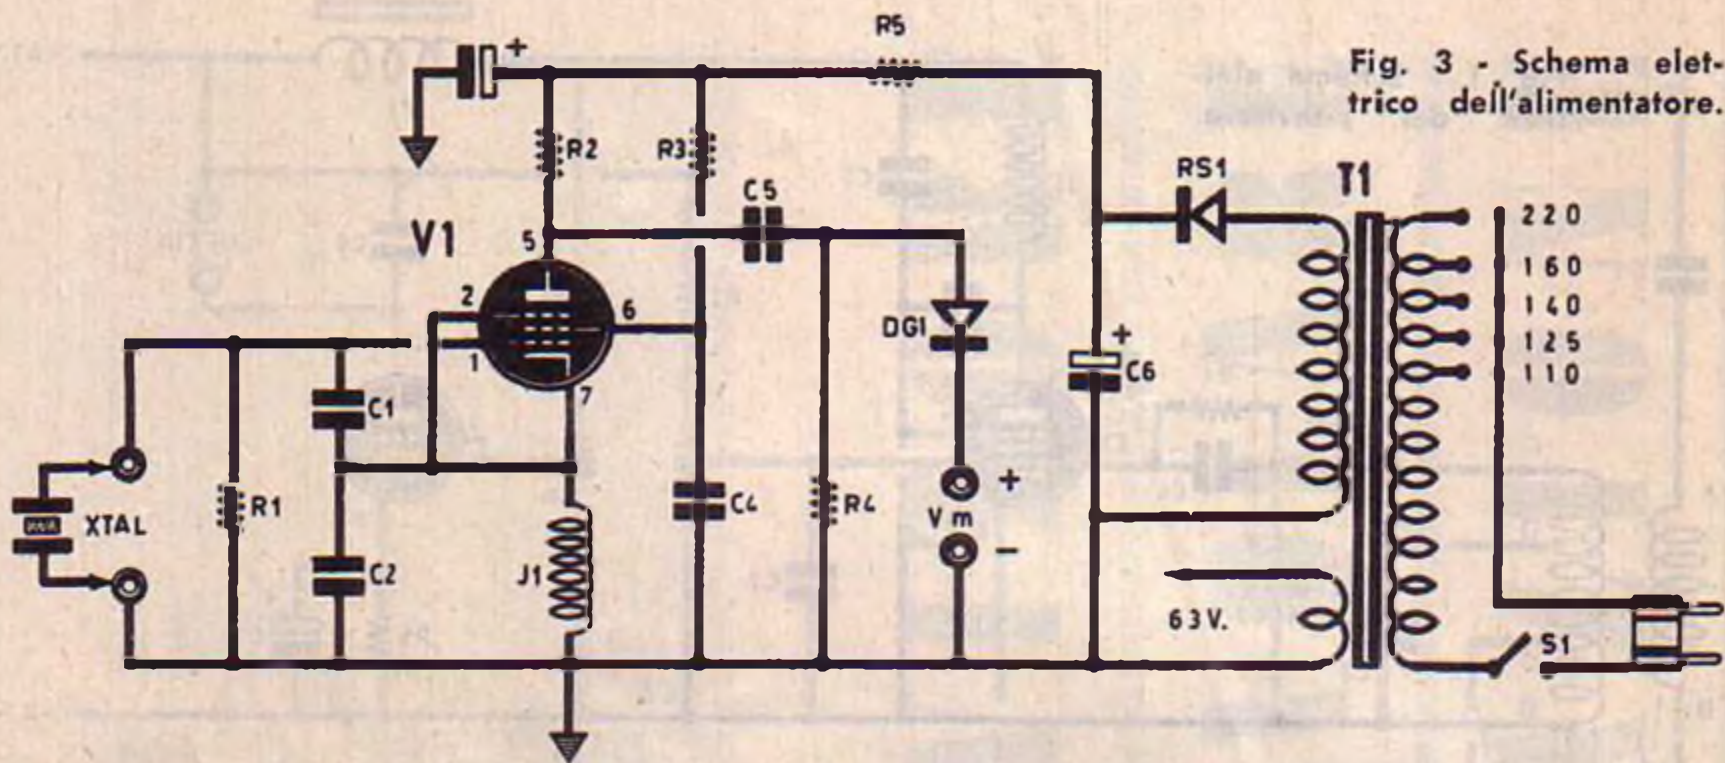 R5
Fig. 3 - Schema elet-
trico dell'alimentatore.
+
R2
R3
C5
RS1
T1
V1
5
2
6
1
7
220
160
140
125
110
DG1
+
C6
C1
R1
XTAL
C2
J1
C4
R4
+
Vm
-
63V.
S1